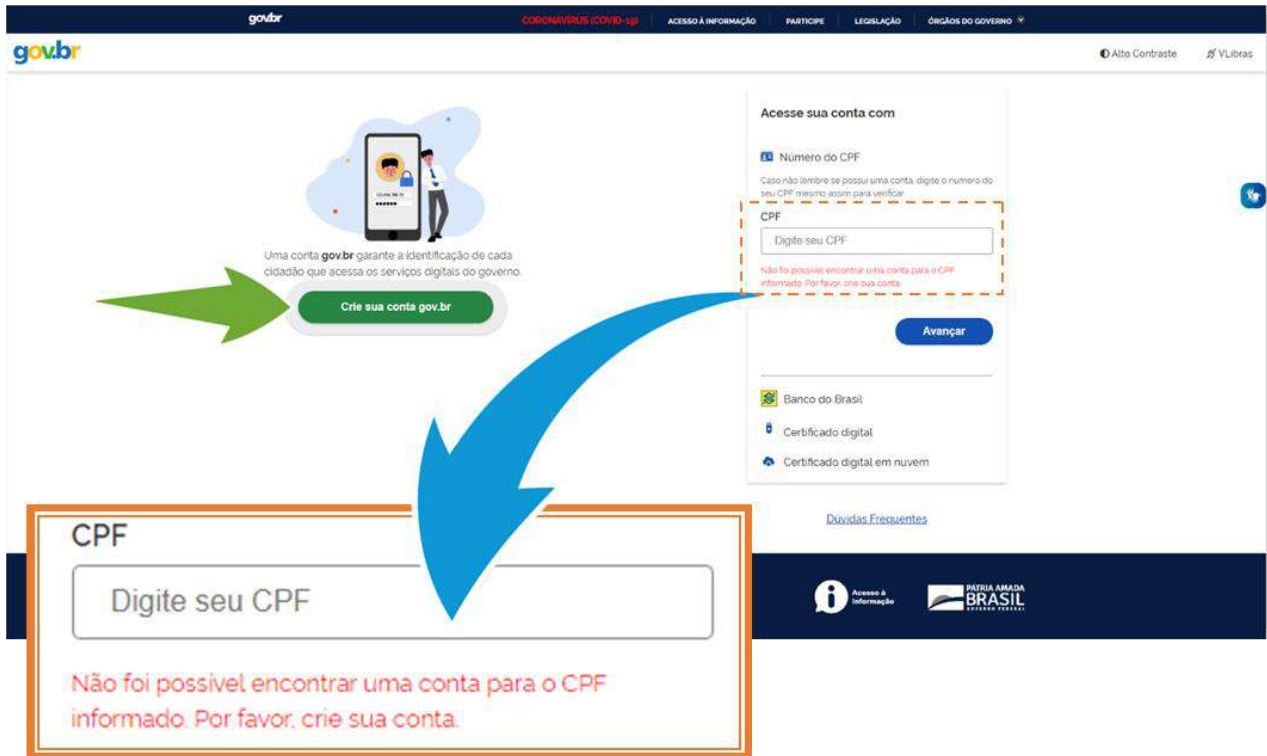 gov.br
CORONAVÍRUS (COVID-19)
ACESSO À INFORMAÇÃO
PARTICIPE
LEGISLAÇÃO
ÓRGÃOS DO GOVERNO
gov.br
Alto Contraste
VLibras
Uma conta gov.br garante a identificação de cada
cidadão que acessa os serviços digitais do governo.
Crie sua conta gov.br
Acesse sua conta com
Número do CPF
Caso não lembre se possui uma conta, digite o número do
seu CPF mesmo assim para verificar
CPF
Digite seu CPF
Não foi possível encontrar uma conta para o CPF
informado. Por favor, crie sua conta.
Avançar
Banco do Brasil
Certificado digital
Certificado digital em nuvem
Dúvidas Frequentes
CPF
Digite seu CPF
Não foi possível encontrar uma conta para o CPF
informado. Por favor, crie sua conta.
Acesso à
Informação
PÁTRIA AMADA
BRASIL
GOVERNO FEDERAL